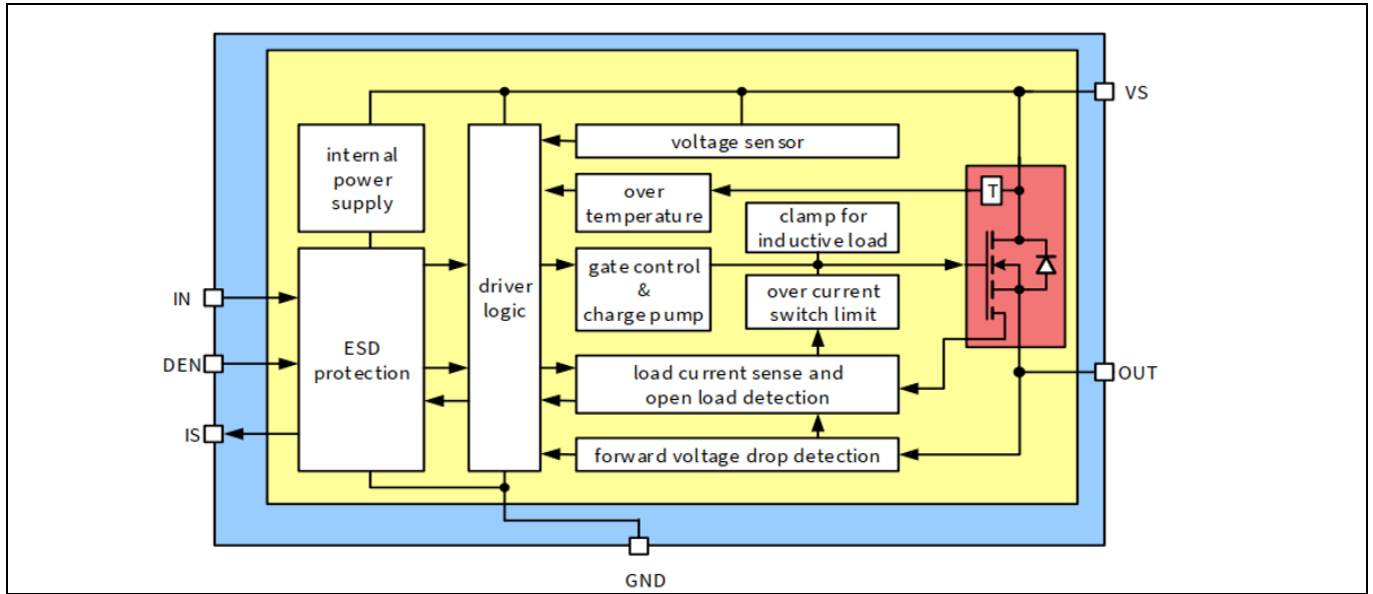 VS
voltage sensor
internal
power
supply
over
temperature
T
clamp for
inductive load
IN
driver
logic
gate control
&
charge pump
over current
switch limit
DEN
ESD
protection
load current sense and
open load detection
OUT
IS
forward voltage drop detection
GND